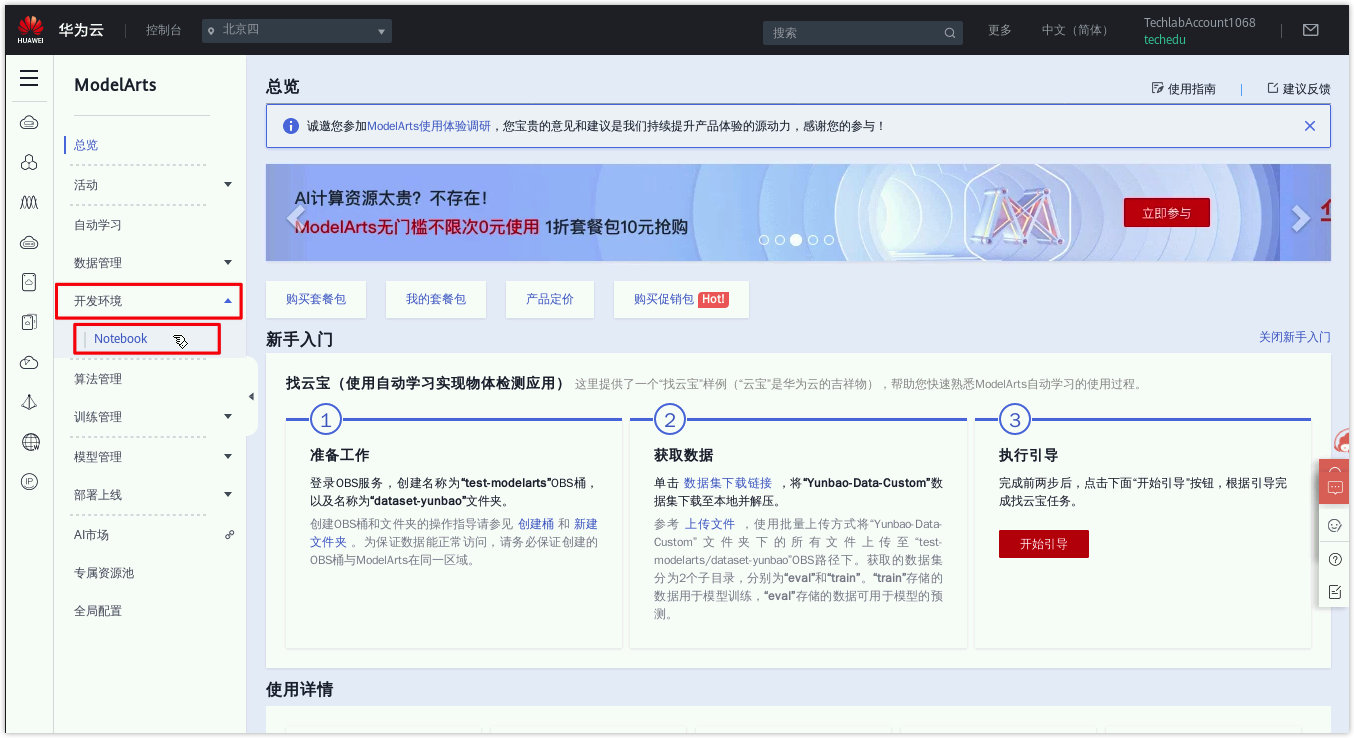 HUAWEI
华为云
控制台
北京四
搜索
更多
中文（简体）
TechlabAccount1068
techedu
ModelArts
总览
活动
自动学习
数据管理
开发环境
Notebook
算法管理
训练管理
模型管理
部署上线
AI市场
专属资源池
全局配置
总览
使用指南
建议反馈
诚邀您参加ModelArts使用体验调研，您宝贵的意见和建议是我们持续提升产品体验的源动力，感谢您的参与！
AI计算资源太贵？不存在！
ModelArts无门槛不限次0元使用 1折套餐包10元抢购
立即参与
购买套餐包
我的套餐包
产品定价
购买促销包 Hot!
新手入门
关闭新手入门
找云宝（使用自动学习实现物体检测应用） 这里提供了一个“找云宝”样例（“云宝”是华为云的吉祥物），帮助您快速熟悉ModelArts自动学习的使用过程。
1
准备工作
登录OBS服务，创建名称为“test-modelarts”OBS桶，
以及名称为“dataset-yunbao”文件夹。
创建OBS桶和文件夹的操作指导请参见 创建桶 和 新建
文件夹 。为保证数据能正常访问，请务必保证创建的
OBS桶与ModelArts在同一区域。
2
获取数据
单击 数据集下载链接 ，将“Yunbao-Data-Custom”数
据集下载至本地并解压。
参考 上传文件 ，使用批量上传方式将“Yunbao-Data-
Custom”文件夹下的所有文件上传至“test-
modelarts/dataset-yunbao”OBS路径下。获取的数据集
分为2个子目录，分别为“eval”和“train”。“train”存储的
数据用于模型训练，“eval”存储的数据可用于模型的预
测。
3
执行引导
完成前两步后，点击下面“开始引导”按钮，根据引导完
成找云宝任务。
开始引导
使用详情